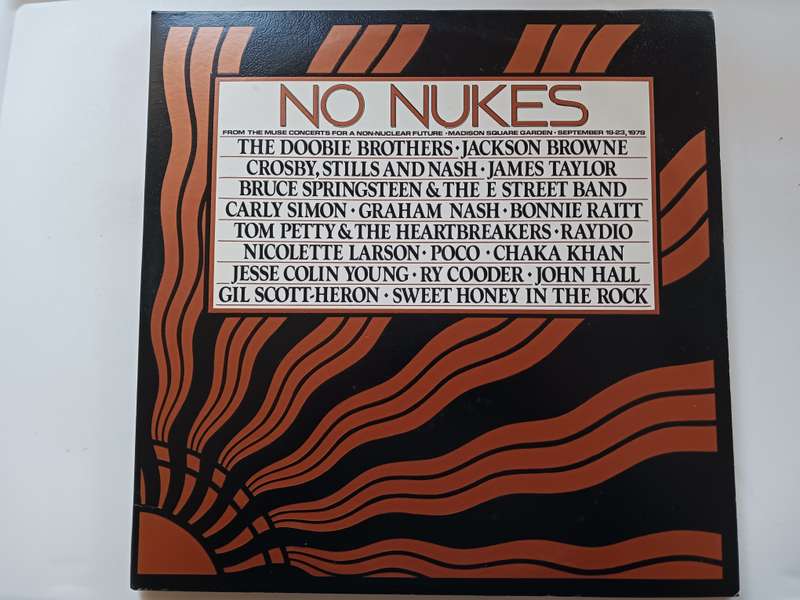 NO NUKES
FROM THE MUSE CONCERTS FOR A NON-NUCLEAR FUTURE • MADISON SQUARE GARDEN • SEPTEMBER 19-23, 1979
THE DOOBIE BROTHERS • JACKSON BROWNE
CROSBY, STILLS AND NASH • JAMES TAYLOR
BRUCE SPRINGSTEEN & THE E STREET BAND
CARLY SIMON • GRAHAM NASH • BONNIE RAITT
TOM PETTY & THE HEARTBREAKERS • RAYDIO
NICOLETTE LARSON • POCO • CHAKA KHAN
JESSE COLIN YOUNG • RY COODER • JOHN HALL
GIL SCOTT-HERON • SWEET HONEY IN THE ROCK